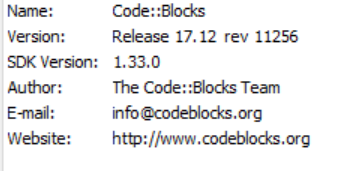 Name: Code::Blocks
Version: Release 17.12 rev 11256
SDK Version: 1.33.0
Author: The Code::Blocks Team
E-mail: info@codeblocks.org
Website: http://www.codeblocks.org